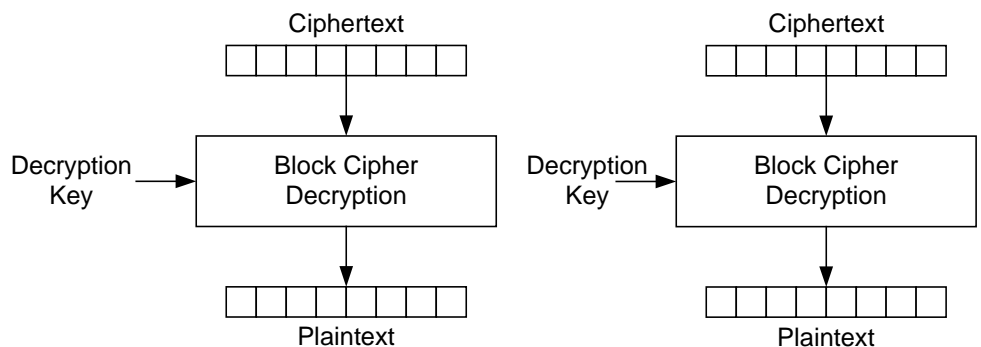 Ciphertext
Ciphertext
Decryption
Key
Block Cipher
Decryption
Decryption
Key
Block Cipher
Decryption
Plaintext
Plaintext